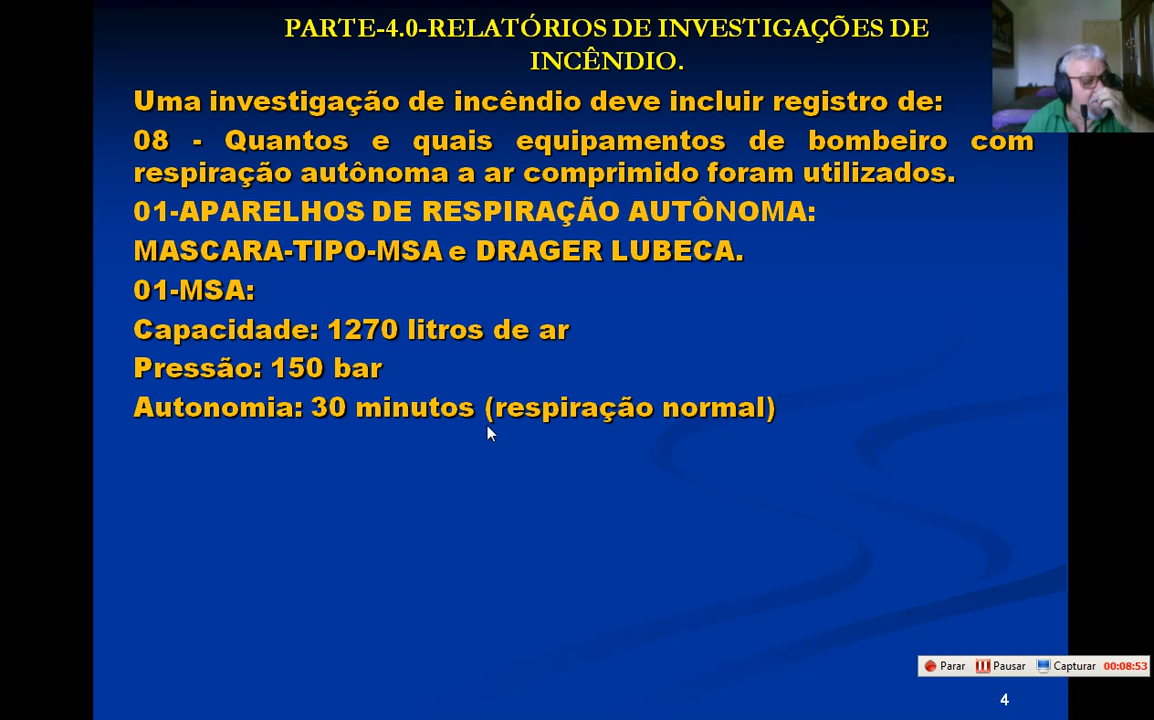 PARTE-4.0-RELATÓRIOS DE INVESTIGAÇÕES DE
INCÊNDIO.
Uma investigação de incêndio deve incluir registro de:
08 - Quantos e quais equipamentos de bombeiro com
respiração autônoma a ar comprimido foram utilizados.
01-APARELHOS DE RESPIRAÇÃO AUTÔNOMA:
MASCARA-TIPO-MSA e DRAGER LUBECA.
01-MSA:
Capacidade: 1270 litros de ar
Pressão: 150 bar
Autonomia: 30 minutos (respiração normal)
Parar Pausar Capturar 00:08:53
4